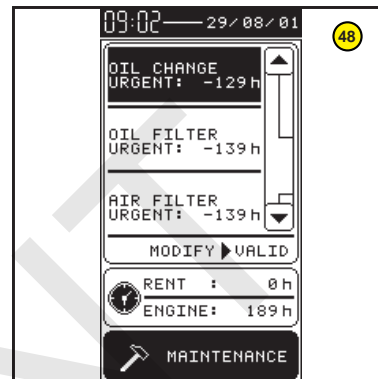 09:02 29/08/01
48
OIL CHANGE
URGENT: -129h
OIL FILTER
URGENT: -139h
AIR FILTER
URGENT: -139h
MODIFY▶VALID
RENT : 0h
ENGINE: 189h
MAINTENANCE